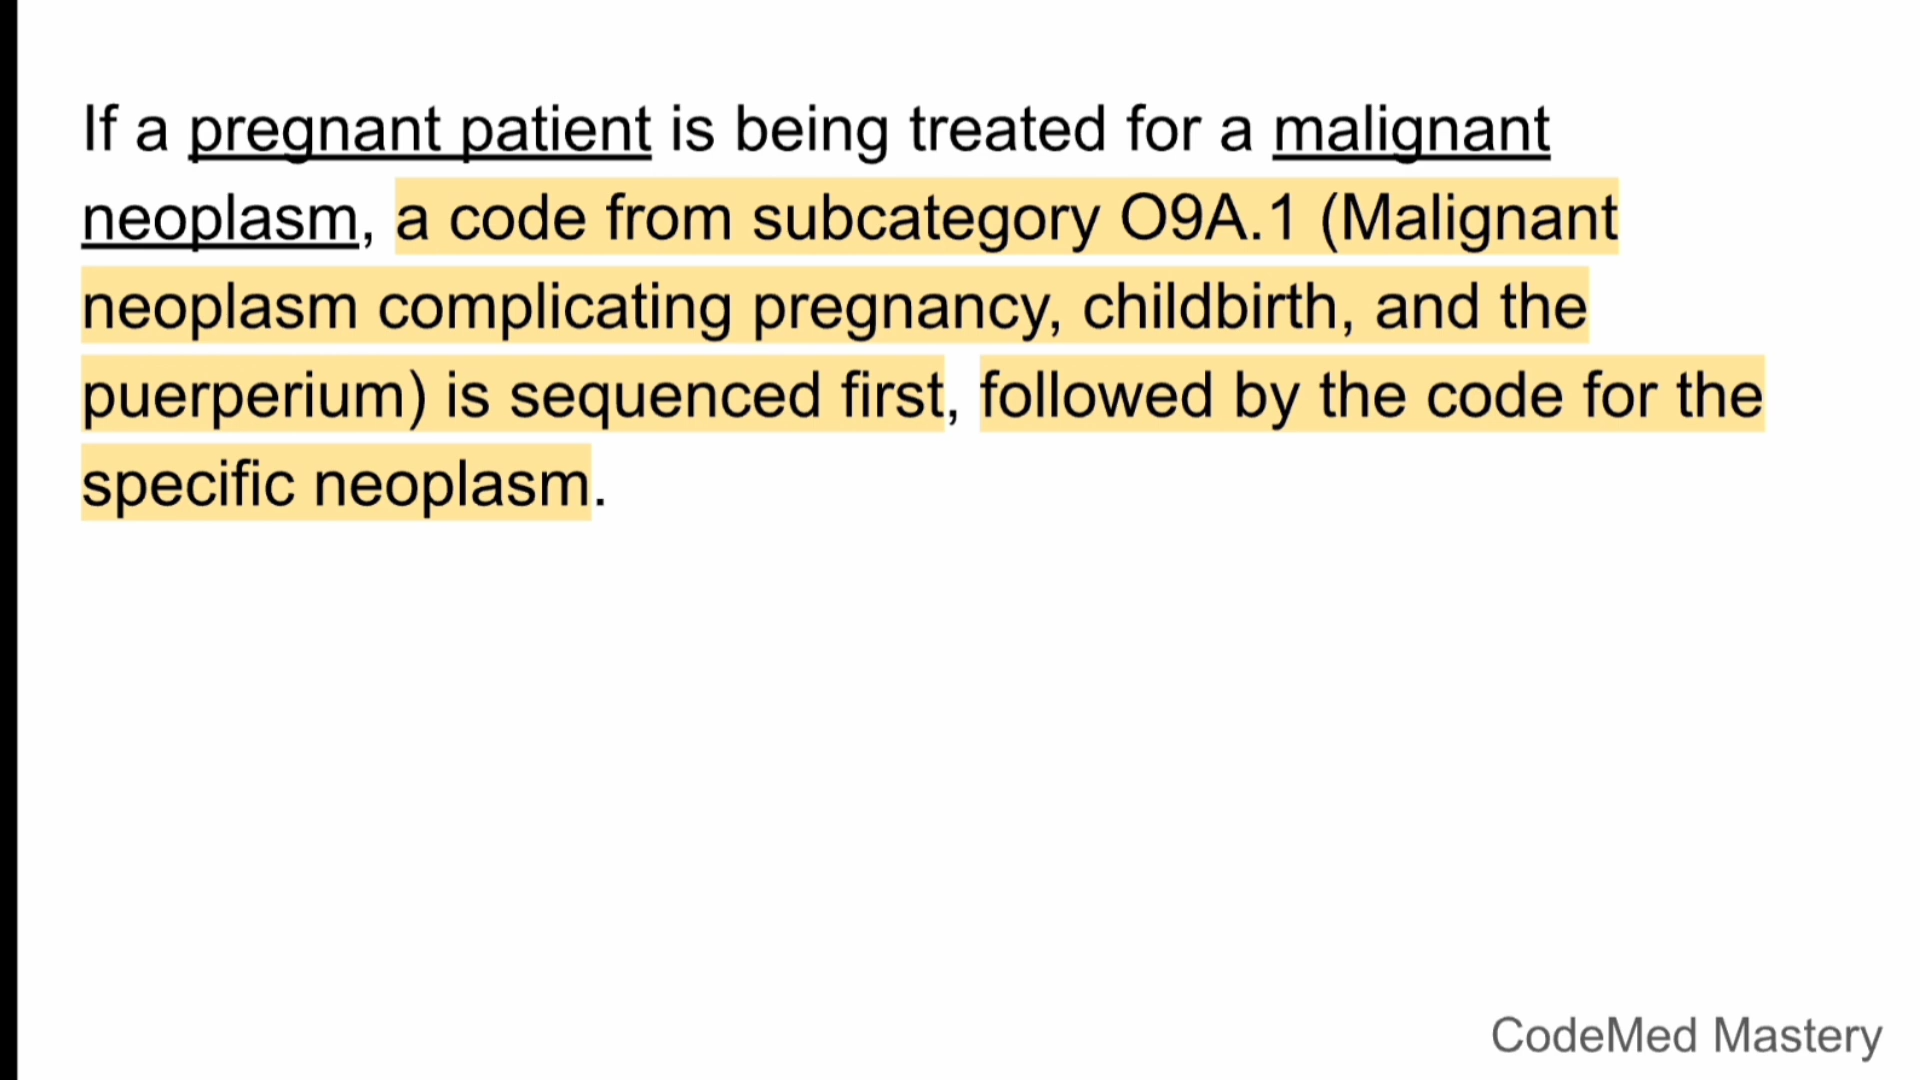 If a pregnant patient is being treated for a malignant
neoplasm, a code from subcategory O9A.1 (Malignant
neoplasm complicating pregnancy, childbirth, and the
puerperium) is sequenced first, followed by the code for the
specific neoplasm.
CodeMed Mastery